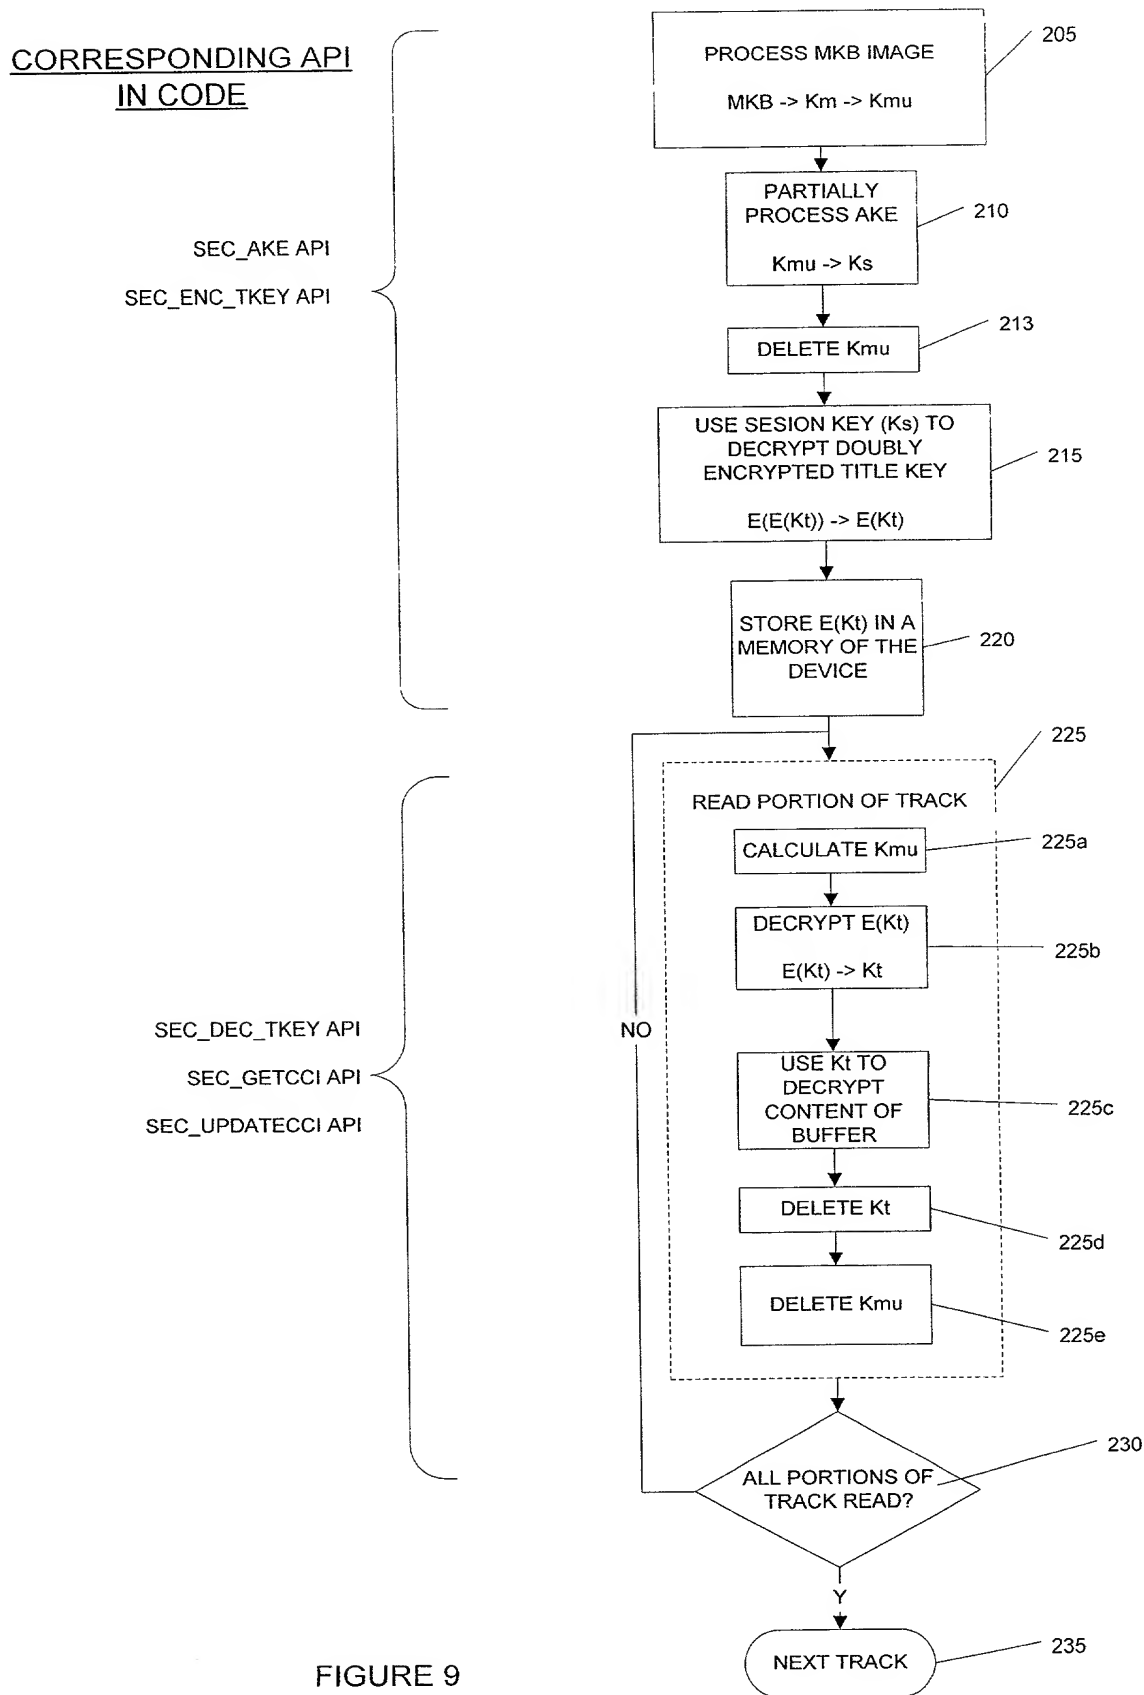 CORRESPONDING API
IN CODE
PROCESS MKB IMAGE
MKB -> Km -> Kmu
205
PARTIALLY
PROCESS AKE
Kmu -> Ks
210
SEC_AKE API
SEC_ENC_TKEY API
DELETE Kmu
213
USE SESION KEY (Ks) TO
DECRYPT DOUBLY
ENCRYPTED TITLE KEY
E(E(Kt)) -> E(Kt)
215
STORE E(Kt) IN A
MEMORY OF THE
DEVICE
220
225
READ PORTION OF TRACK
CALCULATE Kmu
225a
DECRYPT E(Kt)
E(Kt) -> Kt
225b
NO
SEC_DEC_TKEY API
SEC_GETCCI API
SEC_UPDATECCI API
USE Kt TO
DECRYPT
CONTENT OF
BUFFER
225c
DELETE Kt
225d
DELETE Kmu
225e
ALL PORTIONS OF
TRACK READ?
230
Y
NEXT TRACK
235
FIGURE 9